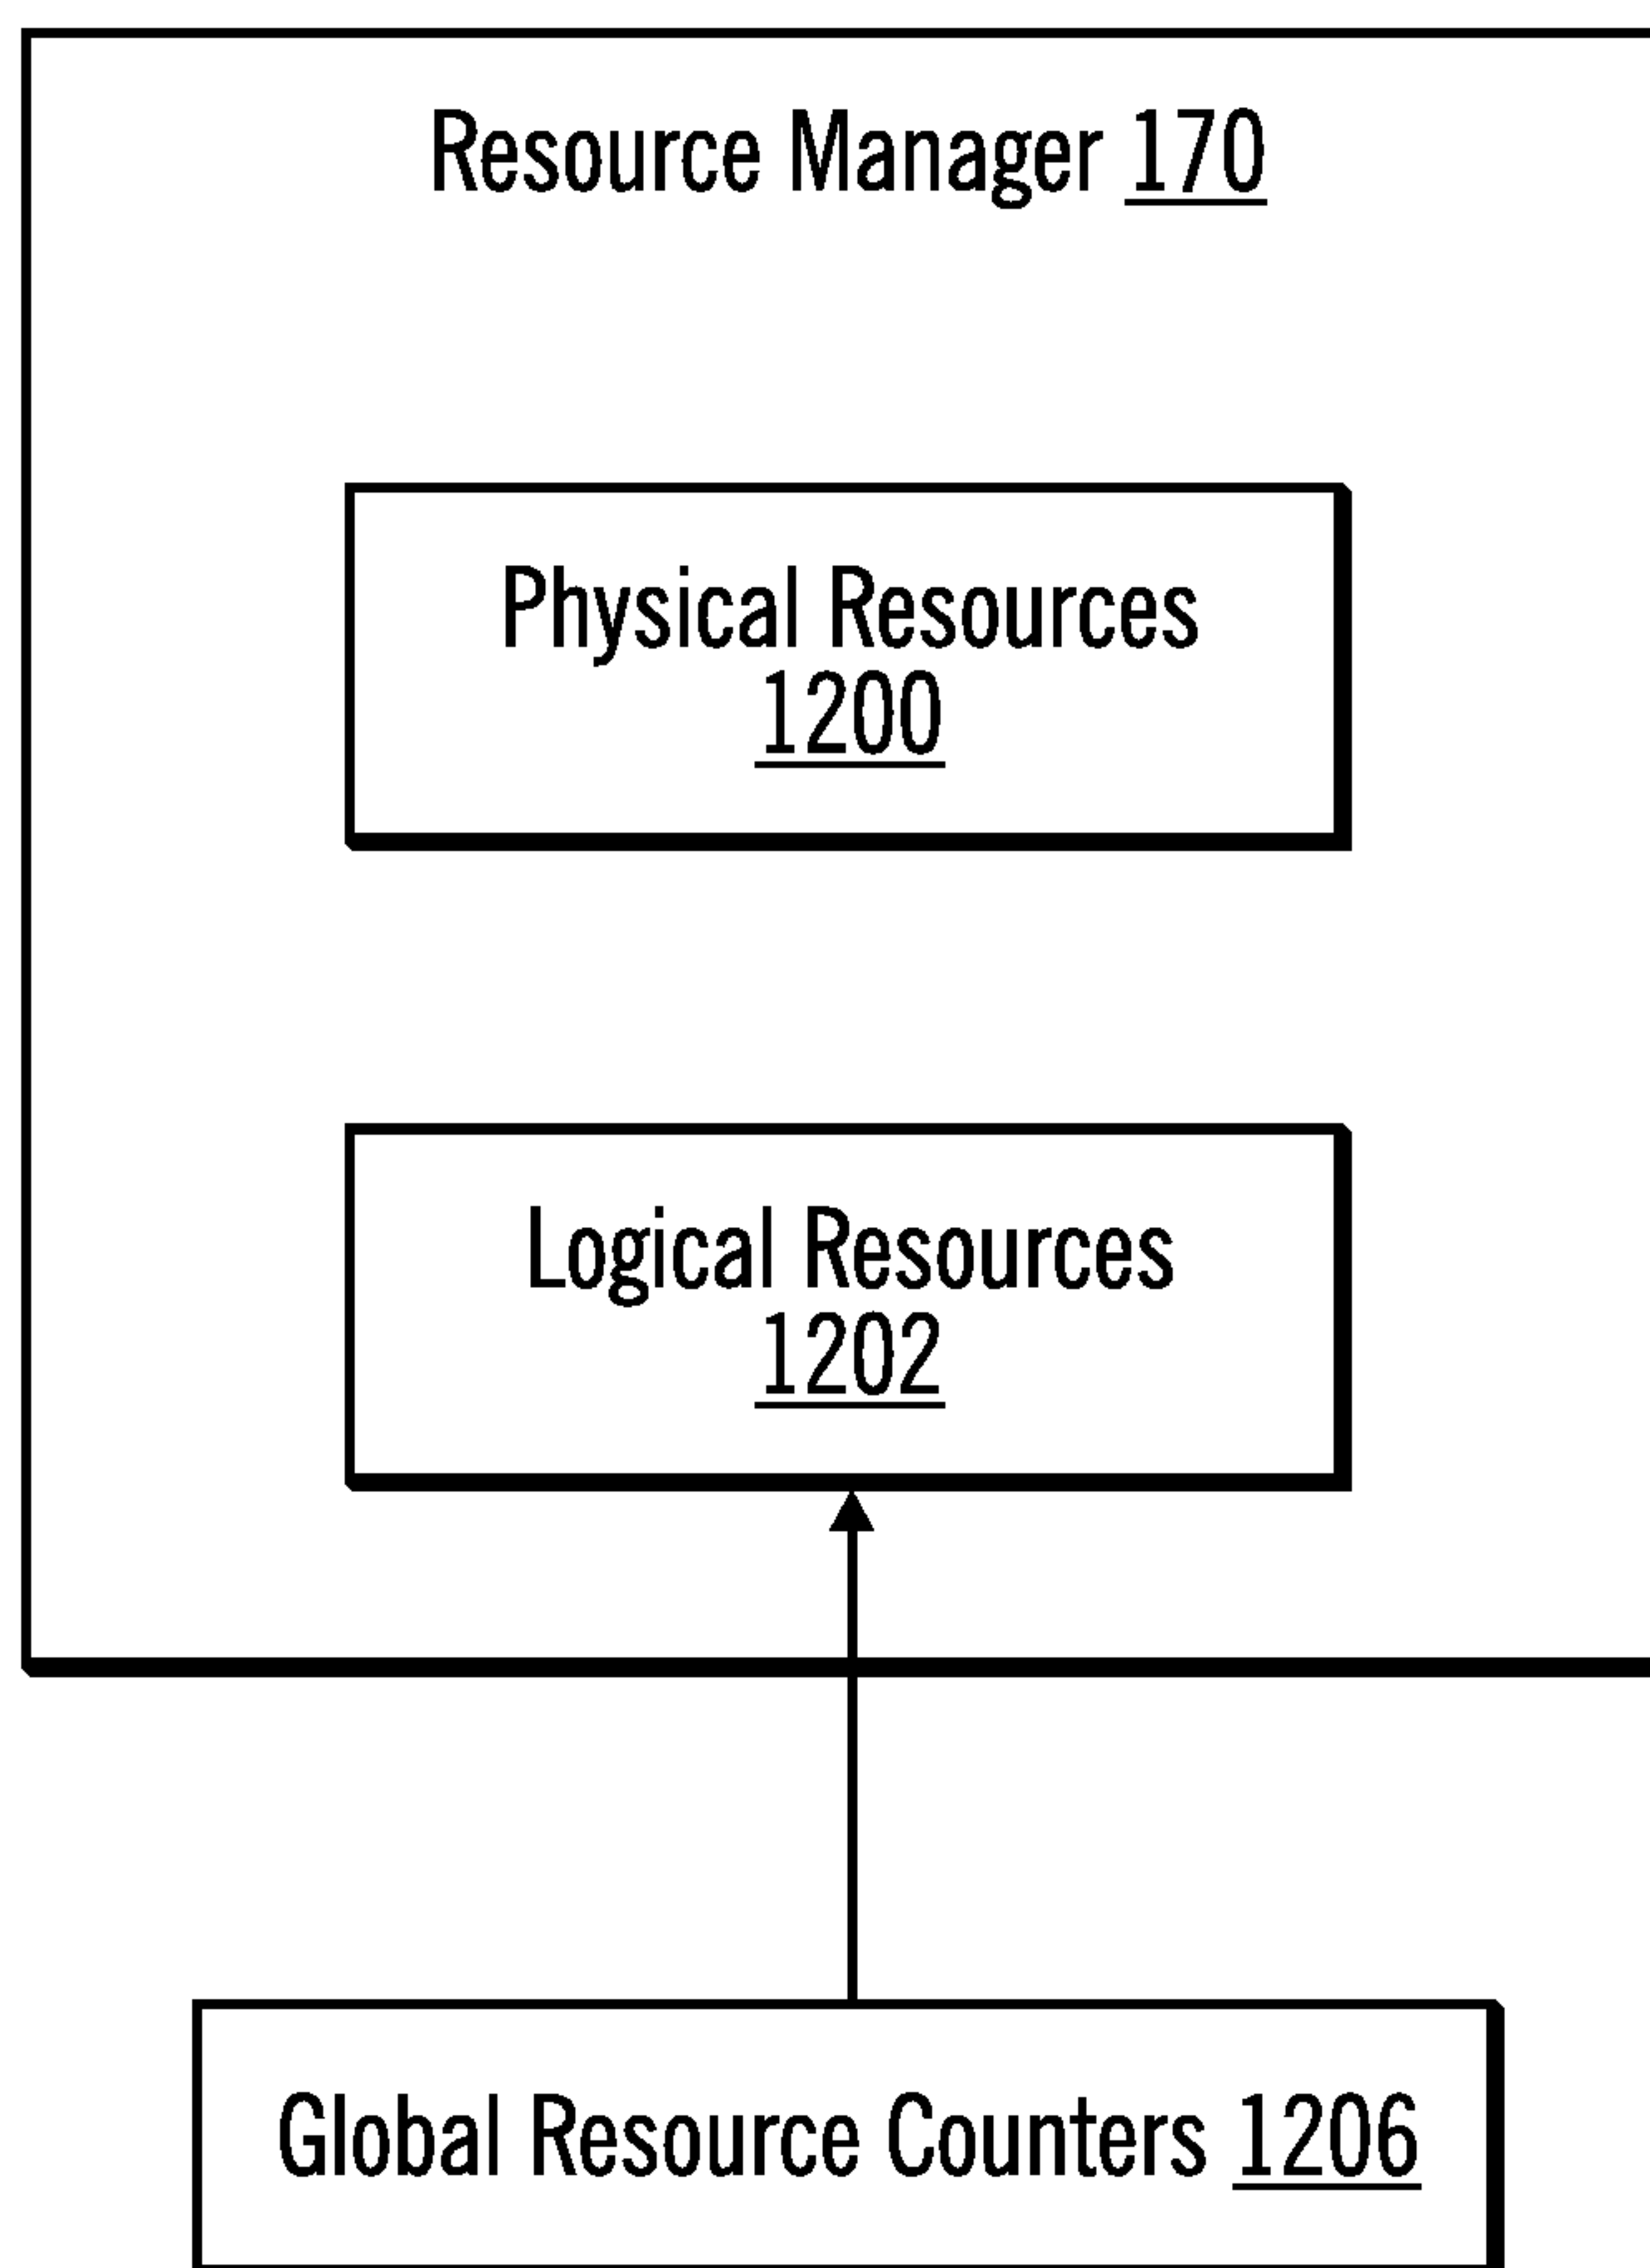 Resource Manager 170
Physical Resources
1200
Logical Resources
1202
Global Resource Counters 1206